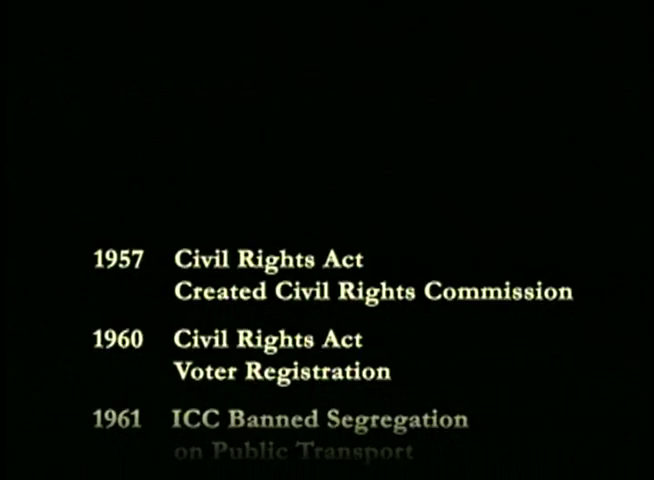 1957 Civil Rights Act
Created Civil Rights Commission
1960 Civil Rights Act
Voter Registration
1961 ICC Banned Segregation
on Public Transport